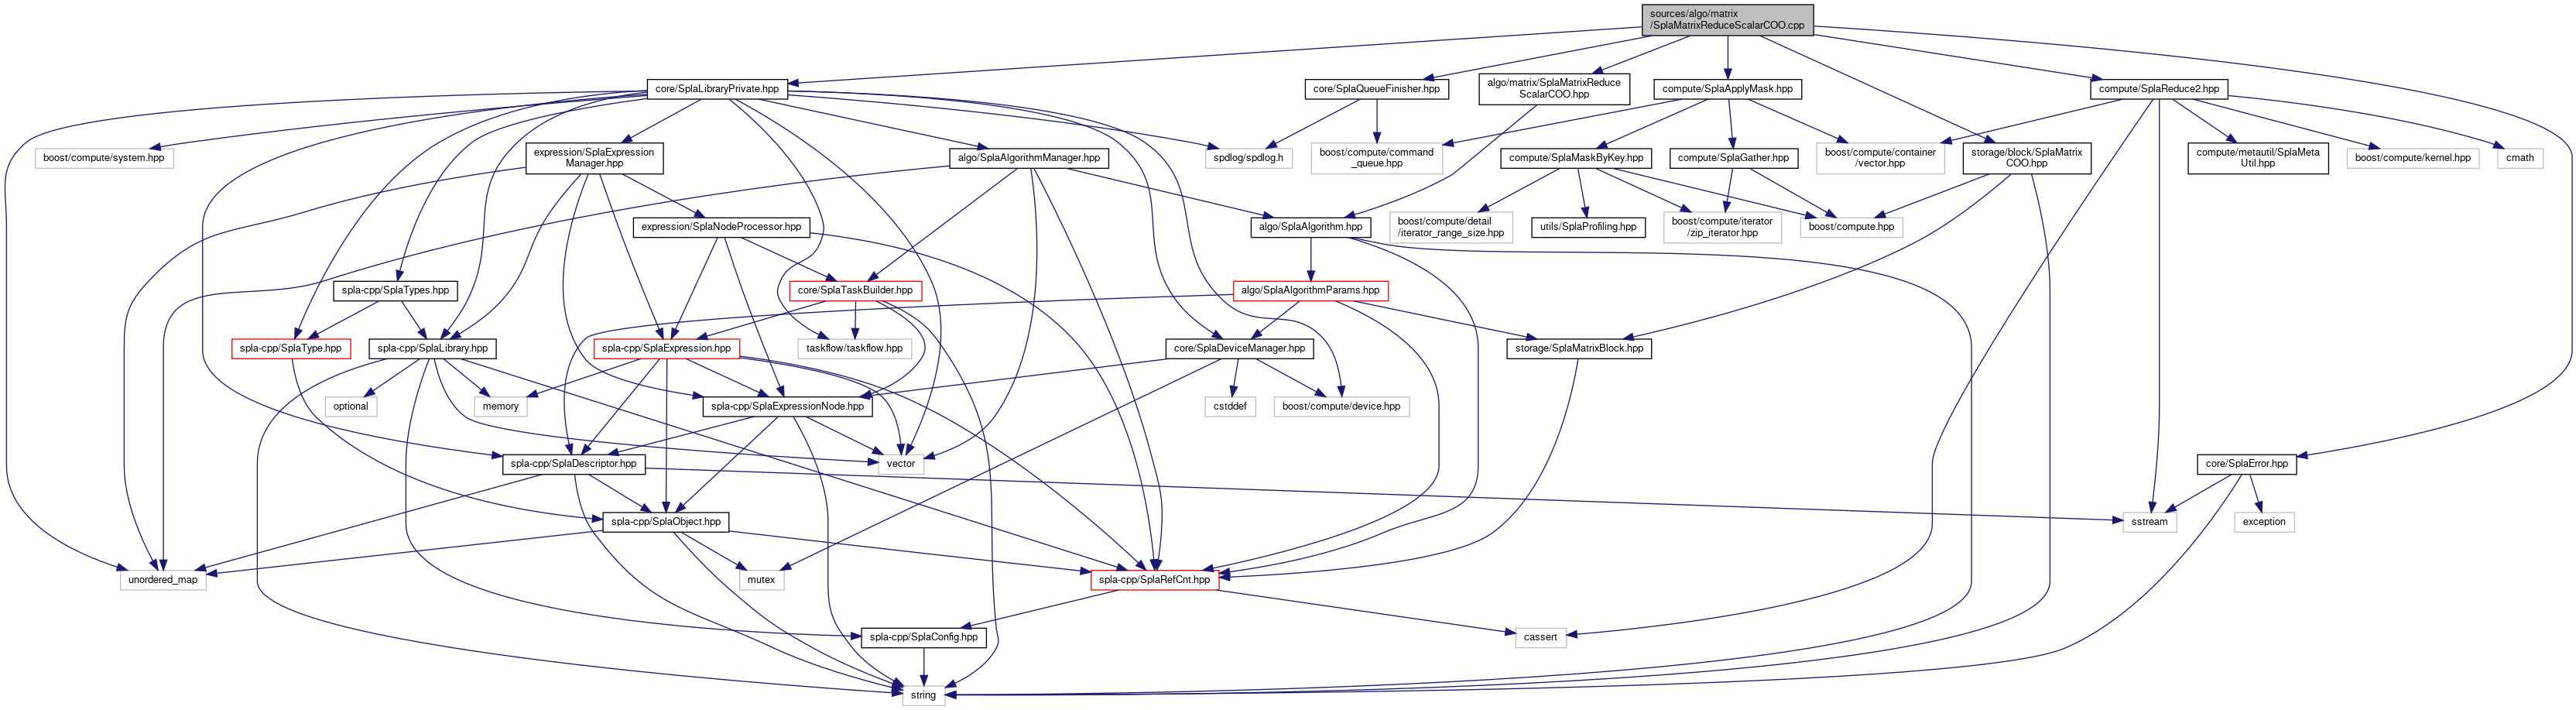 sources/algo/matrix
/SplaMatrixReduceScalarCOO.cpp
core/SplaLibraryPrivate.hpp
core/SplaQueueFinisher.hpp
algo/matrix/SplaMatrixReduce
ScalarCOO.hpp
compute/SplaApplyMask.hpp
compute/SplaReduce2.hpp
boost/compute/system.hpp
expression/SplaExpression
Manager.hpp
algo/SplaAlgorithmManager.hpp
spdlog/spdlog.h
boost/compute/command
_queue.hpp
compute/SplaMaskByKey.hpp
compute/SplaGather.hpp
boost/compute/container
/vector.hpp
storage/block/SplaMatrix
COO.hpp
compute/metautil/SplaMeta
Util.hpp
boost/compute/kernel.hpp
cmath
expression/SplaNodeProcessor.hpp
algo/SplaAlgorithm.hpp
boost/compute/detail
/iterator_range_size.hpp
utils/SplaProfiling.hpp
boost/compute/iterator
/zip_iterator.hpp
boost/compute.hpp
spla-cpp/SplaTypes.hpp
core/SplaTaskBuilder.hpp
algo/SplaAlgorithmParams.hpp
spla-cpp/SplaType.hpp
spla-cpp/SplaLibrary.hpp
spla-cpp/SplaExpression.hpp
taskflow/taskflow.hpp
core/SplaDeviceManager.hpp
storage/SplaMatrixBlock.hpp
optional
memory
spla-cpp/SplaExpressionNode.hpp
cstddef
boost/compute/device.hpp
spla-cpp/SplaDescriptor.hpp
vector
core/SplaError.hpp
spla-cpp/SplaObject.hpp
sstream
exception
unordered_map
mutex
spla-cpp/SplaRefCnt.hpp
spla-cpp/SplaConfig.hpp
cassert
string